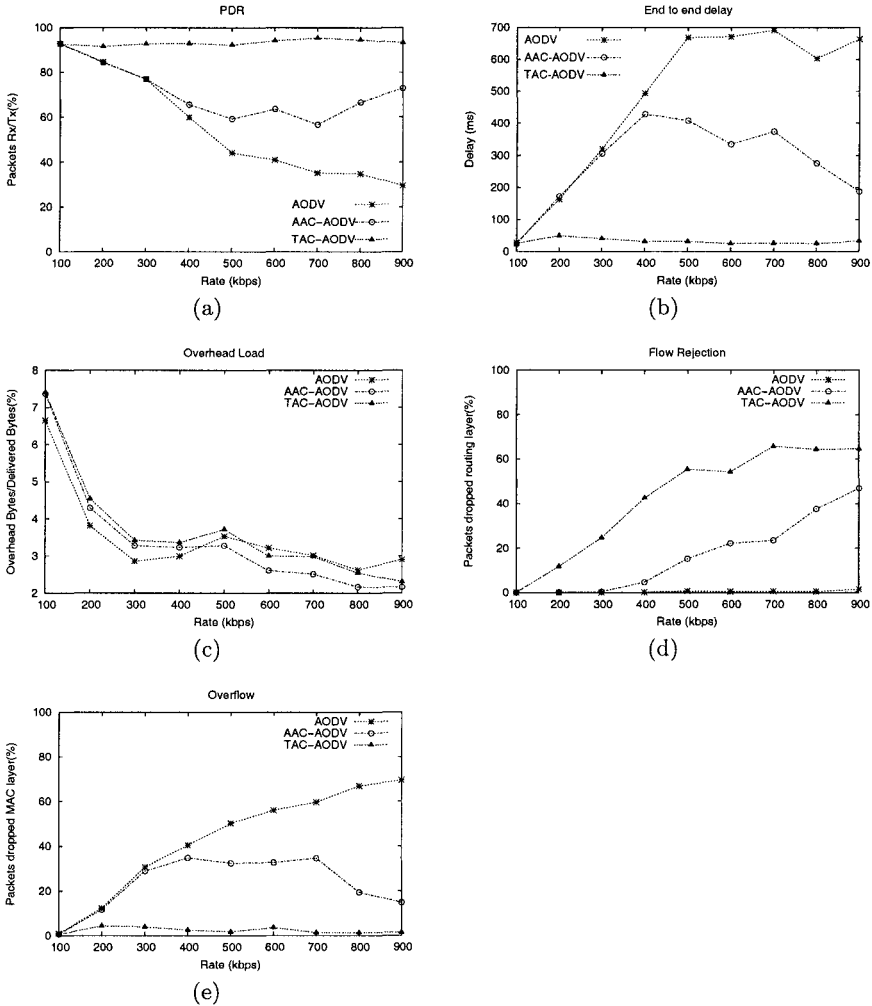 PDR
Packets Rx/Tx(%)
100
80
60
40
20
0
AODV
AAC-AODV
TAC-AODV
100 200 300 400 500 600 700 800 900
Rate (kbps)
(a)
End to end delay
Delay (ms)
700
600
500
400
300
200
100
0
AODV
AAC-AODV
TAC-AODV
100 200 300 400 500 600 700 800 900
Rate (kbps)
(b)
Overhead Load
Overhead Bytes/Delivered Bytes(%)
8
7
6
5
4
3
2
AODV
AAC-AODV
TAC-AODV
100 200 300 400 500 600 700 800 900
Rate (kbps)
(c)
Flow Rejection
Packets dropped routing layer(%)
100
80
60
40
20
0
AODV
AAC-AODV
TAC-AODV
100 200 300 400 500 600 700 800 900
Rate (kbps)
(d)
Overflow
Packets dropped MAC layer(%)
100
80
60
40
20
0
AODV
AAC-AODV
TAC-AODV
100 200 300 400 500 600 700 800 900
Rate (kbps)
(e)